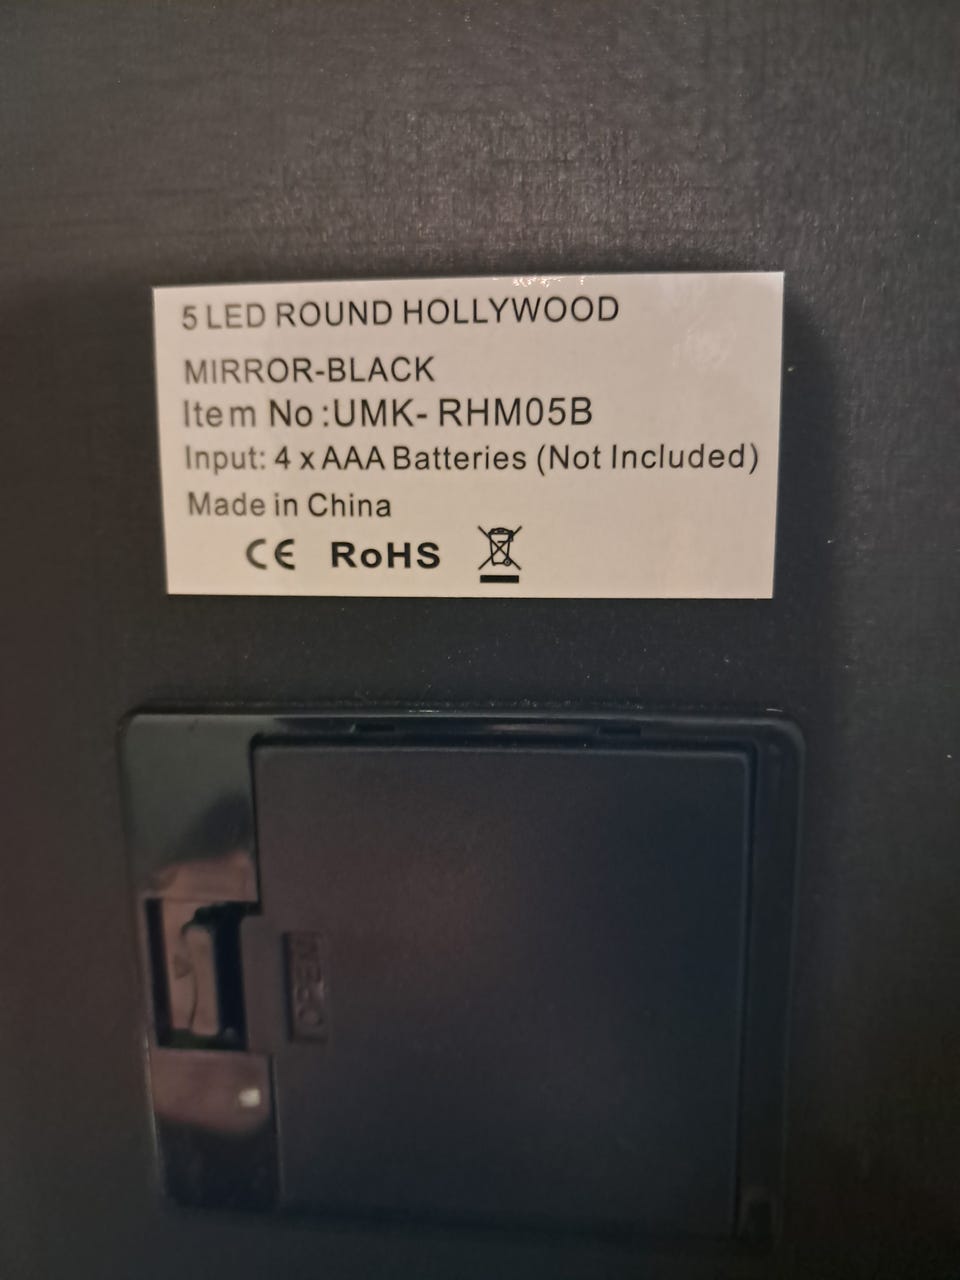 5 LED ROUND HOLLYWOOD
MIRROR-BLACK
Item No :UMK- RHM05B
Input: 4 x AAA Batteries (Not Included)
Made in China
CE RoHS
OPEN